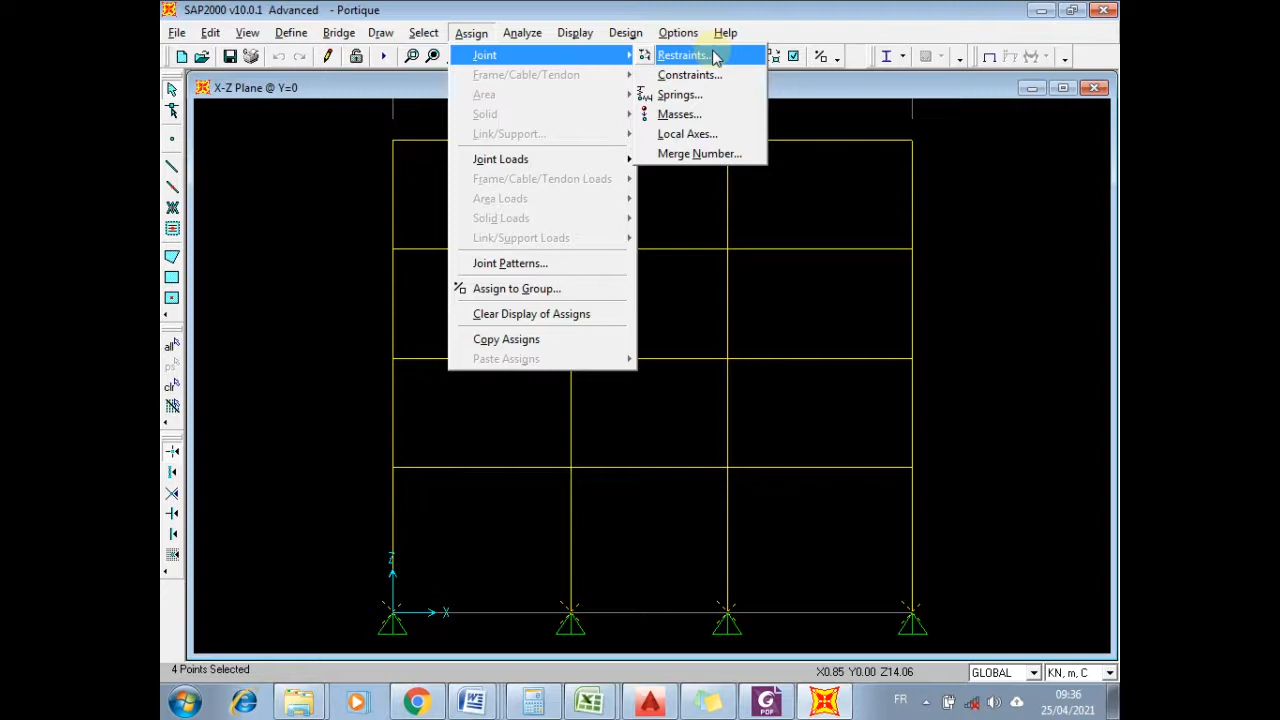 SAP2000 v10.0.1 Advanced - Portique
File Edit View Define Bridge Draw Select Assign Analyze Display Design Options Help
X-Z Plane @ Y=0
Joint
Frame/Cable/Tendon
Area
Solid
Link/Support...
Joint Loads
Frame/Cable/Tendon Loads
Area Loads
Solid Loads
Link/Support Loads
Joint Patterns...
Assign to Group...
Clear Display of Assigns
Copy Assigns
Paste Assigns
Restraints...
Constraints...
Springs...
Masses...
Local Axes...
Merge Number...
all
ps
clr
Z
X
4 Points Selected
X0.85 Y0.00 Z14.06
GLOBAL
KN, m, C
PDF
FR
09:36
25/04/2021